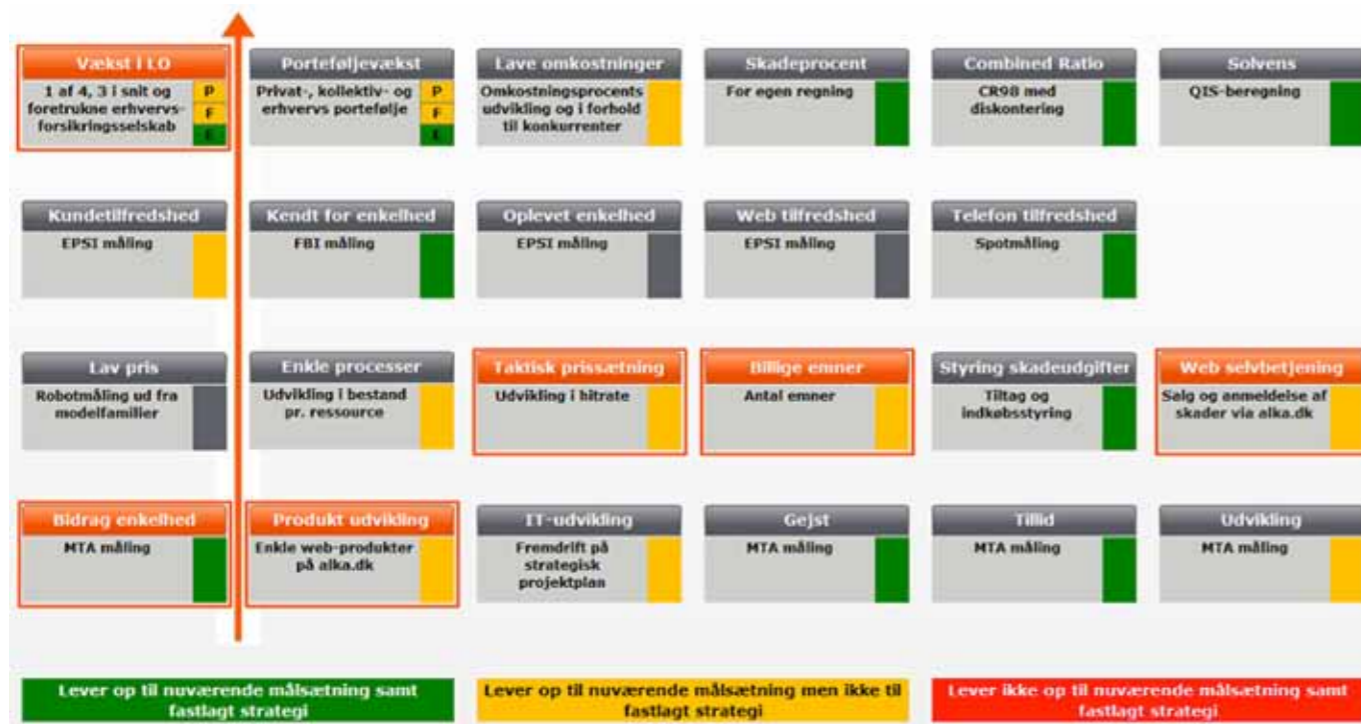 Vækst i LO
1 af 4, 3 i snit og
foretrukne erhvervs-
forsikringsselskab
P
F
E
Porteføljevækst
Privat-, kollektiv- og
erhvervs portefølje
P
F
E
Lave omkostninger
Omkostningsprocents
udvikling og i forhold
til konkurrenter
Skadeprocent
For egen regning
Combined Ratio
CR98 med
diskontering
Solvens
QIS-beregning
Kundetilfredshed
EPSI måling
Kendt for enkelhed
FBI måling
Oplevet enkelhed
EPSI måling
Web tilfredshed
EPSI måling
Telefon tilfredshed
Spotmåling
Lav pris
Robotmåling ud fra
modelfamilier
Enkle processer
Udvikling i bestand
pr. ressource
Taktisk prissætning
Udvikling i hitrate
Billige emner
Antal emner
Styring skadeudgifter
Tiltag og
indkøbsstyring
Web selvbetjening
Salg og anmeldelse af
skader via alka.dk
Bidrag enkelhed
MTA måling
Produkt udvikling
Enkle web-produkter
på alka.dk
IT-udvikling
Fremdrift på
strategisk
projektplan
Gejst
MTA måling
Tillid
MTA måling
Udvikling
MTA måling
Lever op til nuværende målsætning samt
fastlagt strategi
Lever op til nuværende målsætning men ikke til
fastlagt strategi
Lever ikke op til nuværende målsætning samt
fastlagt strategi